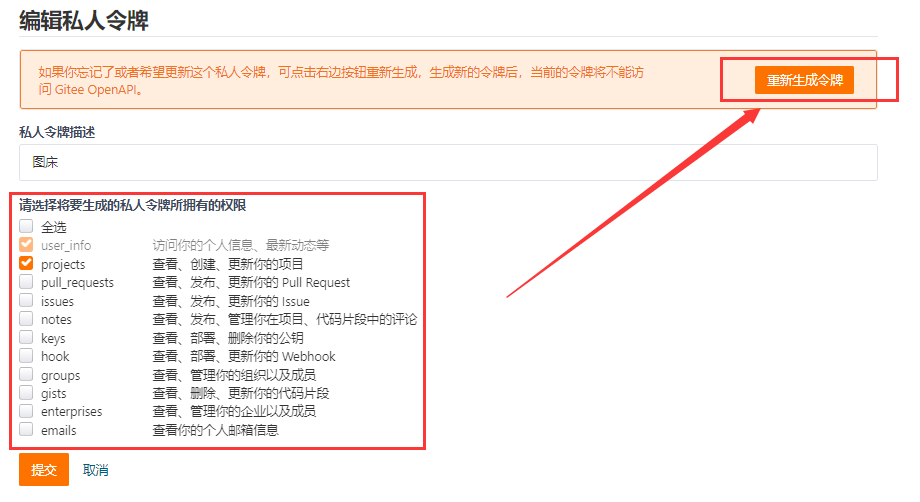 编辑私人令牌
如果你忘记了或者希望更新这个私人令牌，可点击右边按钮重新生成，生成新的令牌后，当前的令牌将不能访
问 Gitee OpenAPI。
重新生成令牌
私人令牌描述
图床
请选择将要生成的私人令牌所拥有的权限
全选
user_info 访问你的个人信息、最新动态等
projects 查看、创建、更新你的项目
pull_requests 查看、发布、更新你的 Pull Request
issues 查看、发布、更新你的 Issue
notes 查看、发布、管理你在项目、代码片段中的评论
keys 查看、部署、删除你的公钥
hook 查看、部署、更新你的 Webhook
groups 查看、管理你的组织以及成员
gists 查看、删除、更新你的代码片段
enterprises 查看、管理你的企业以及成员
emails 查看你的个人邮箱信息
提交 取消